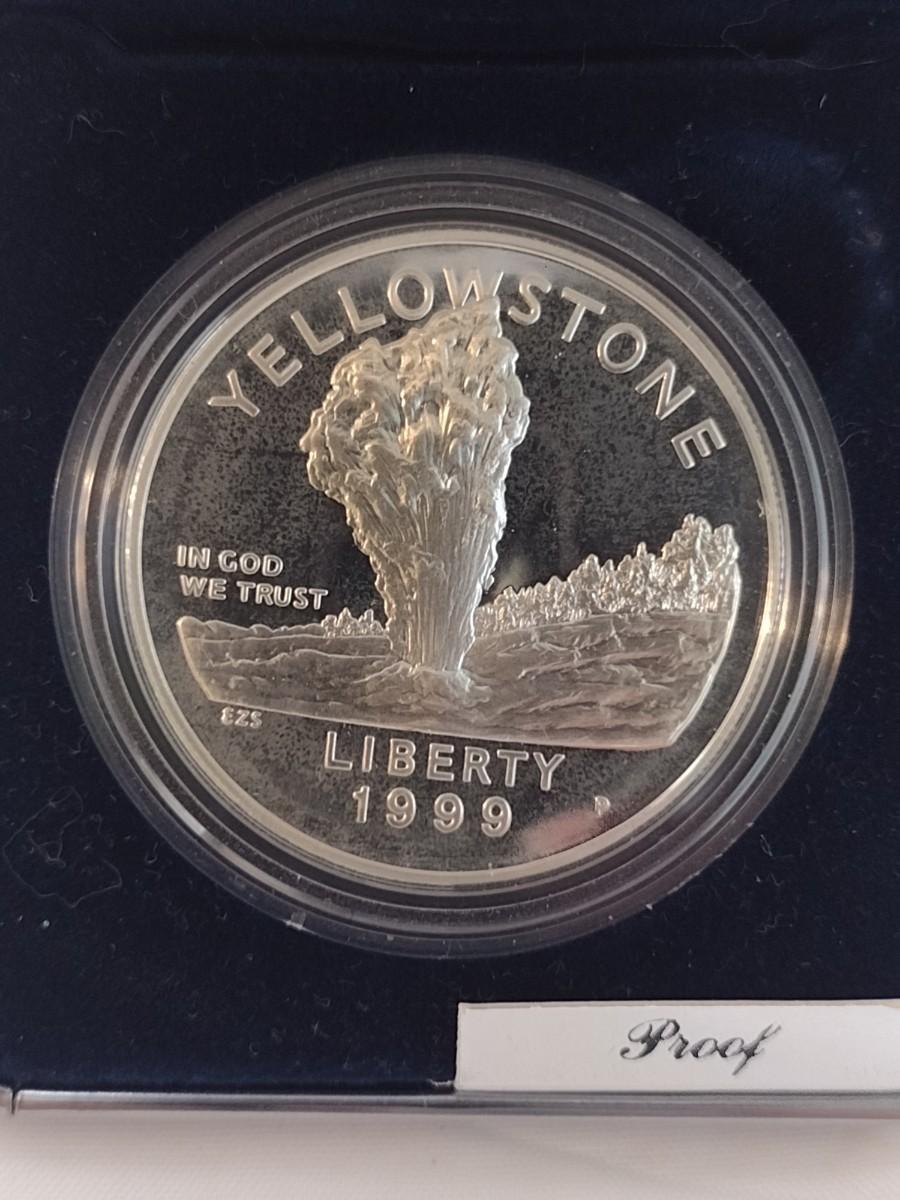 YELLOWSTONE
IN GOD
WE TRUST
EZS
LIBERTY
1999
P
Proof